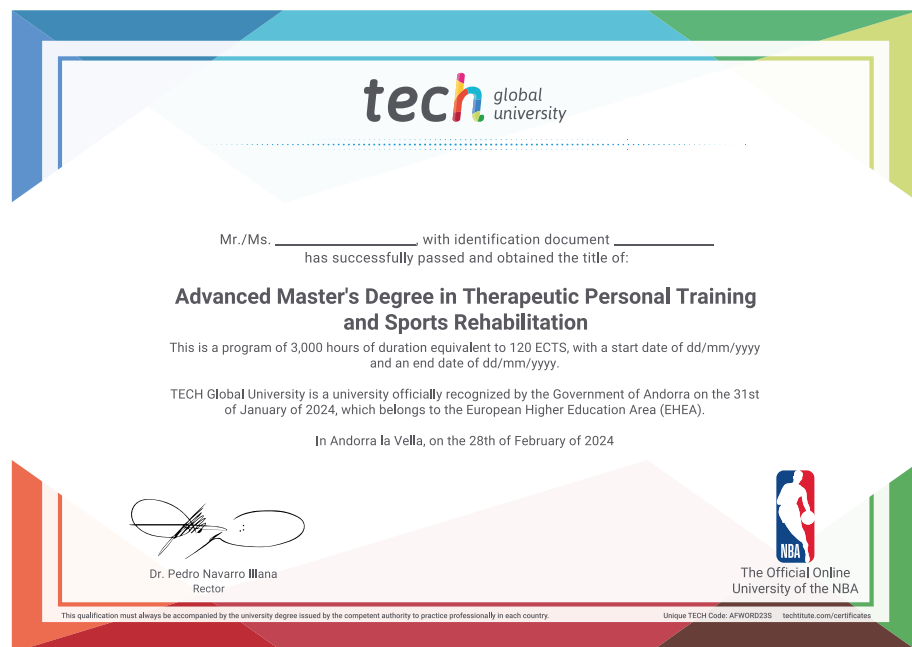 tech global
university
Mr./Ms. ________________, with identification document ____________
has successfully passed and obtained the title of:
Advanced Master's Degree in Therapeutic Personal Training
and Sports Rehabilitation
This is a program of 3,000 hours of duration equivalent to 120 ECTS, with a start date of dd/mm/yyyy
and an end date of dd/mm/yyyy.
TECH Global University is a university officially recognized by the Government of Andorra on the 31st
of January of 2024, which belongs to the European Higher Education Area (EHEA).
In Andorra la Vella, on the 28th of February of 2024
Dr. Pedro Navarro Illana
Rector
NBA
The Official Online
University of the NBA
This qualification must always be accompanied by the university degree issued by the competent authority to practice professionally in each country.
Unique TECH Code: AFWORD23S techtitute.com/certificates